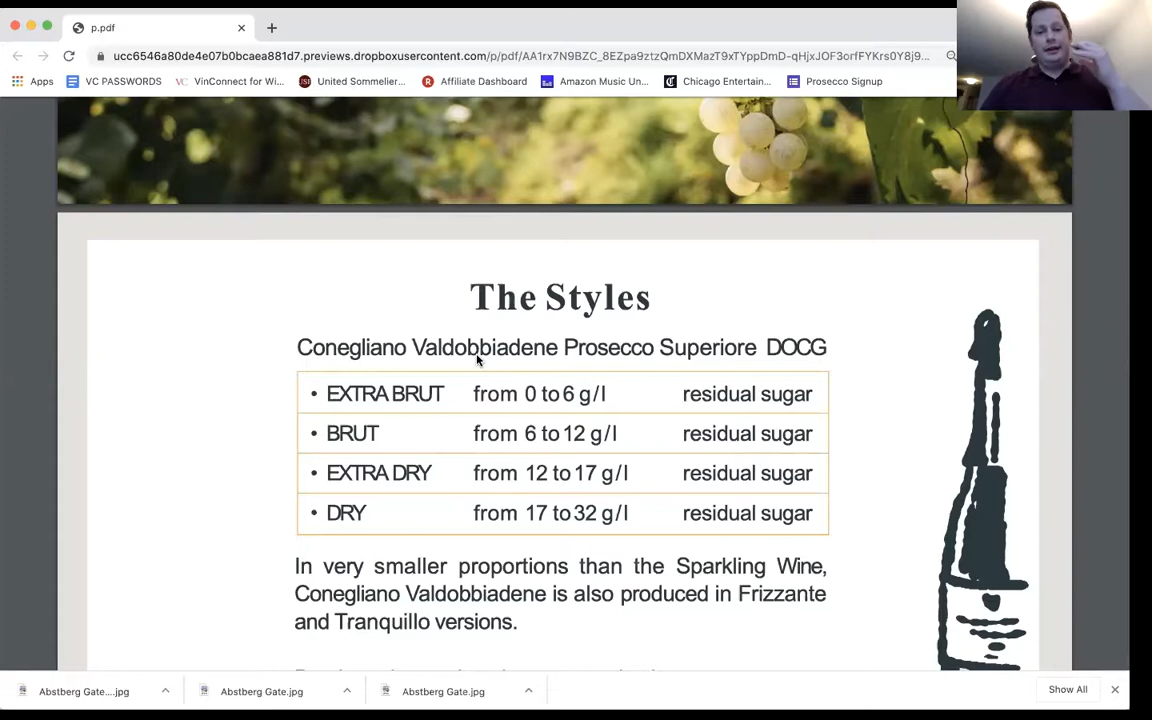 p.pdf
ucc6546a80de4e07b0bcaea881d7.previews.dropboxusercontent.com/p/pdf/AA1rx7N9BZC_8EZpa9ztzQmDXMazT9xTYppDmD-qHjxJOF3orfFYKrs0Y8j9...
Apps VC PASSWORDS VinConnect for Wi... United Sommelier... Affiliate Dashboard Amazon Music Un... Chicago Entertain... Prosecco Signup
The Styles
Conegliano Valdobbiadene Prosecco Superiore DOCG
• EXTRA BRUT from 0 to 6 g/l residual sugar
• BRUT from 6 to 12 g/l residual sugar
• EXTRA DRY from 12 to 17 g/l residual sugar
• DRY from 17 to 32 g/l residual sugar
In very smaller proportions than the Sparkling Wine,
Conegliano Valdobbiadene is also produced in Frizzante
and Tranquillo versions.
Abstberg Gate....jpg Abstberg Gate.jpg Abstberg Gate.jpg Show All